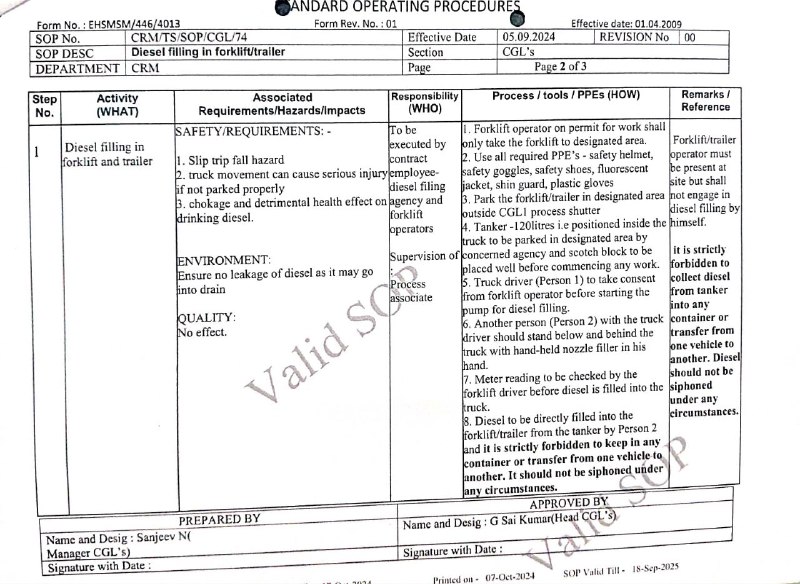 ANDARD OPERATING PROCEDURES
Form No. : EHSMSM/446/4013 Form Rev. No. : 01 Effective date: 01.04.2009
SOP No. CRM/TS/SOP/CGL/74 Effective Date 05.09.2024 REVISION No 00
SOP DESC Diesel filling in forklift/trailer Section CGL's
DEPARTMENT CRM Page Page 2 of 3
Step No. Activity (WHAT) Associated Requirements/Hazards/Impacts Responsibility (WHO) Process / tools / PPEs (HOW) Remarks / Reference
1
Diesel filling in
forklift and trailer
SAFETY/REQUIREMENTS: -
1. Slip trip fall hazard
2. truck movement can cause serious injury
if not parked properly
3. chokage and detrimental health effect on
drinking diesel.
ENVIRONMENT:
Ensure no leakage of diesel as it may go
into drain
QUALITY:
No effect.
To be
executed by
contract
employee-
diesel filing
agency and
forklift
operators
Supervision of
:-
Process
associate
1. Forklift operator on permit for work shall
only take the forklift to designated area.
2. Use all required PPE's - safety helmet,
safety goggles, safety shoes, fluorescent
jacket, shin guard, plastic gloves
3. Park the forklift/trailer in designated area
outside CGL1 process shutter
4. Tanker -120litres i.e positioned inside the
truck to be parked in designated area by
concerned agency and scotch block to be
placed well before commencing any work.
5. Truck driver (Person 1) to take consent
from forklift operator before starting the
pump for diesel filling.
6. Another person (Person 2) with the truck
driver should stand below and behind the
truck with hand-held nozzle filler in his
hand.
7. Meter reading to be checked by the
forklift driver before diesel is filled into the
truck.
8. Diesel to be directly filled into the
forklift/trailer from the tanker by Person 2
and it is strictly forbidden to keep in any
container or transfer from one vehicle to
another. It should not be siphoned under
any circumstances.
Forklift/trailer
operator must
be present at
site but shall
not engage in
diesel filling by
himself.
it is strictly
forbidden to
collect diesel
from tanker
into any
container or
transfer from
one vehicle to
another. Diesel
should not be
siphoned
under any
circumstances.
Valid SOP
Valid SOP
PREPARED BY
APPROVED BY
Name and Desig : Sanjeev N(
Manager CGL's)
Name and Desig : G Sai Kumar(Head CGL's)
Signature with Date :
Signature with Date :
Printed on - 07-Oct-2024 SOP Valid Till - 18-Sep-2025